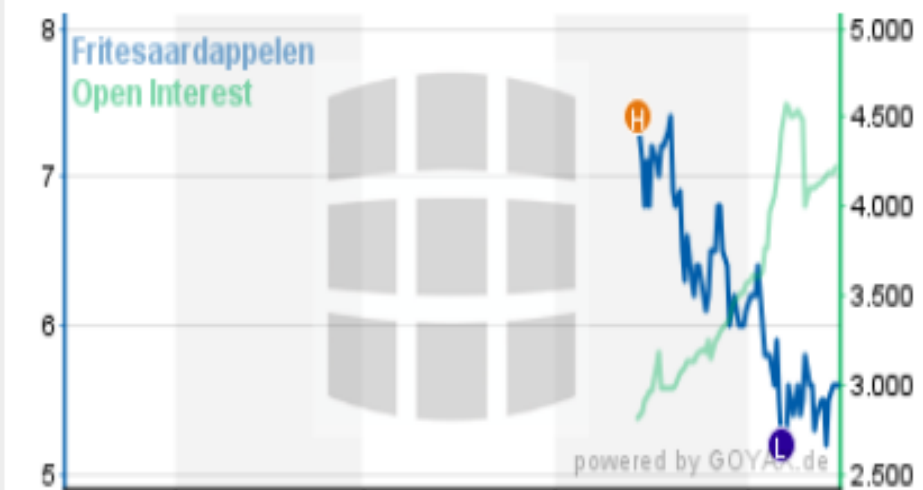 8
5.000
Fritesaardappelen
Open Interest
H
4.500
7
4.000
3.500
6
3.000
L
powered by GOYAX.de
5
2.500